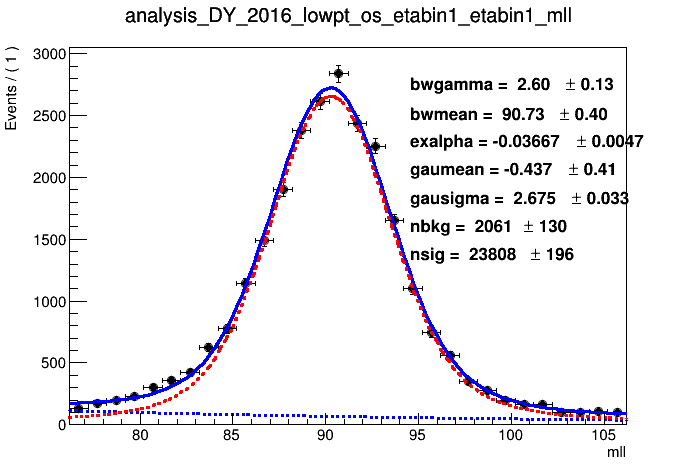 analysis_DY_2016_lowpt_os_etabin1_etabin1_mll
Events / ( 1 )
3000
2500
2000
1500
1000
500
0
bwgamma = 2.60 ± 0.13
bwmean = 90.73 ± 0.40
exalpha = -0.03667 ± 0.0047
gaumean = -0.437 ± 0.41
gausigma = 2.675 ± 0.033
nbkg = 2061 ± 130
nsig = 23808 ± 196
80 85 90 95 100 105
mll